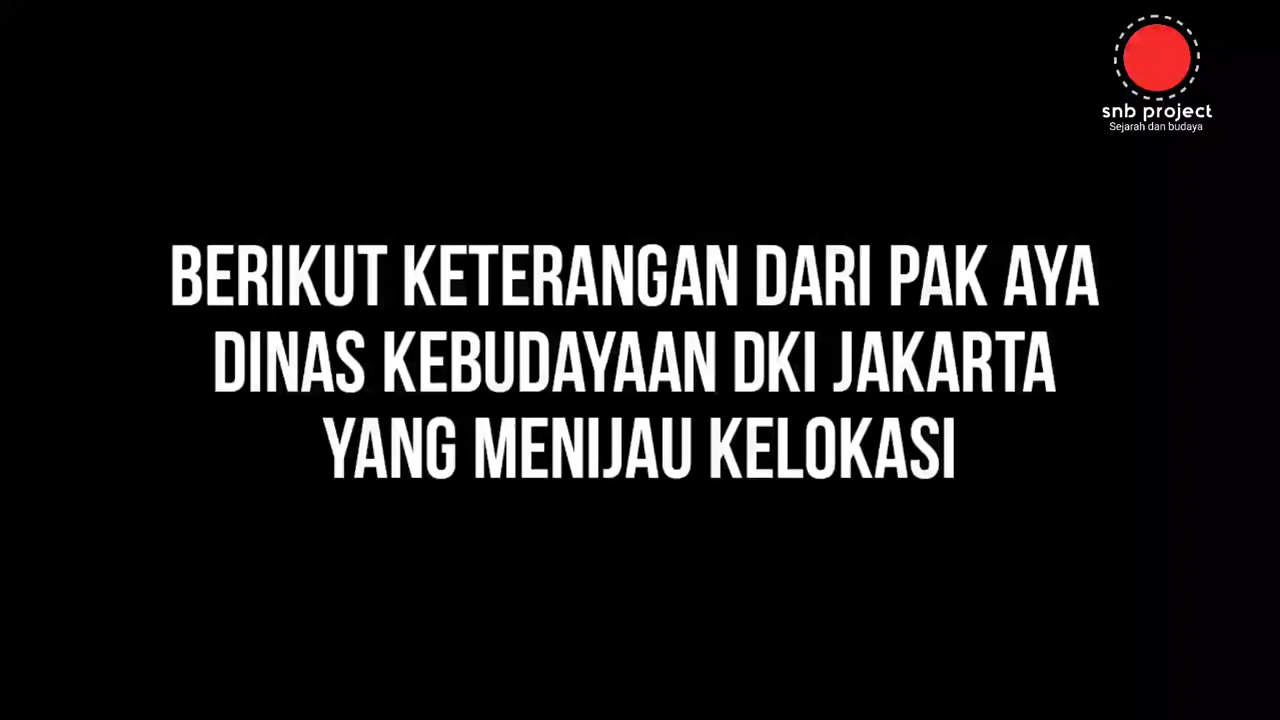 snb project
Sejarah dan budaya
BERIKUT KETERANGAN DARI PAK AYA
DINAS KEBUDAYAAN DKI JAKARTA
YANG MENIJAU KELOKASI